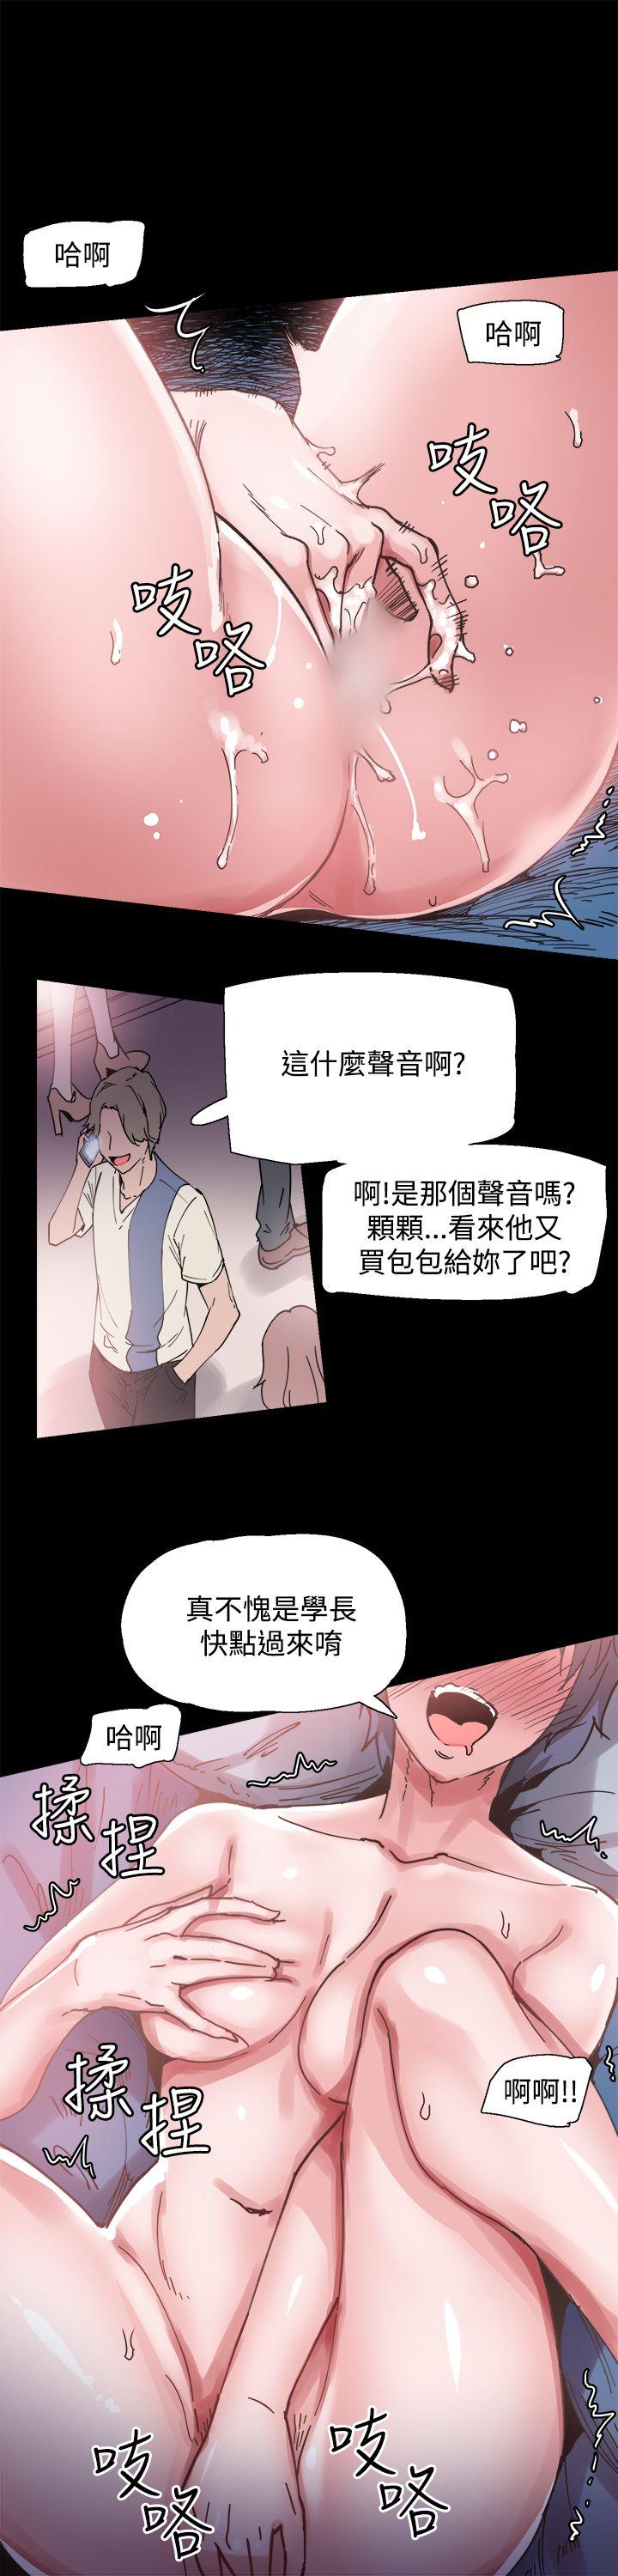 哈啊
哈啊
吱咯
吱咯
這什麼聲音啊?
啊!是那個聲音嗎?
顆顆...看來他又
買包包給妳了吧?
真不愧是學長
快點過來唷
哈啊
揉捏
揉捏
啊啊!!
吱咯
吱咯